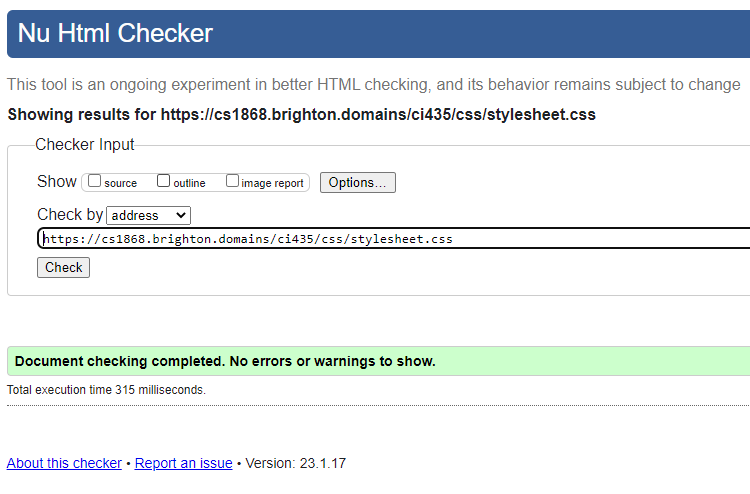 Nu Html Checker
This tool is an ongoing experiment in better HTML checking, and its behavior remains subject to change
Showing results for https://cs1868.brighton.domains/ci435/css/stylesheet.css
Checker Input
Show source outline image report Options...
Check by address
https://cs1868.brighton.domains/ci435/css/stylesheet.css
Check
Document checking completed. No errors or warnings to show.
Total execution time 315 milliseconds.
About this checker • Report an issue • Version: 23.1.17